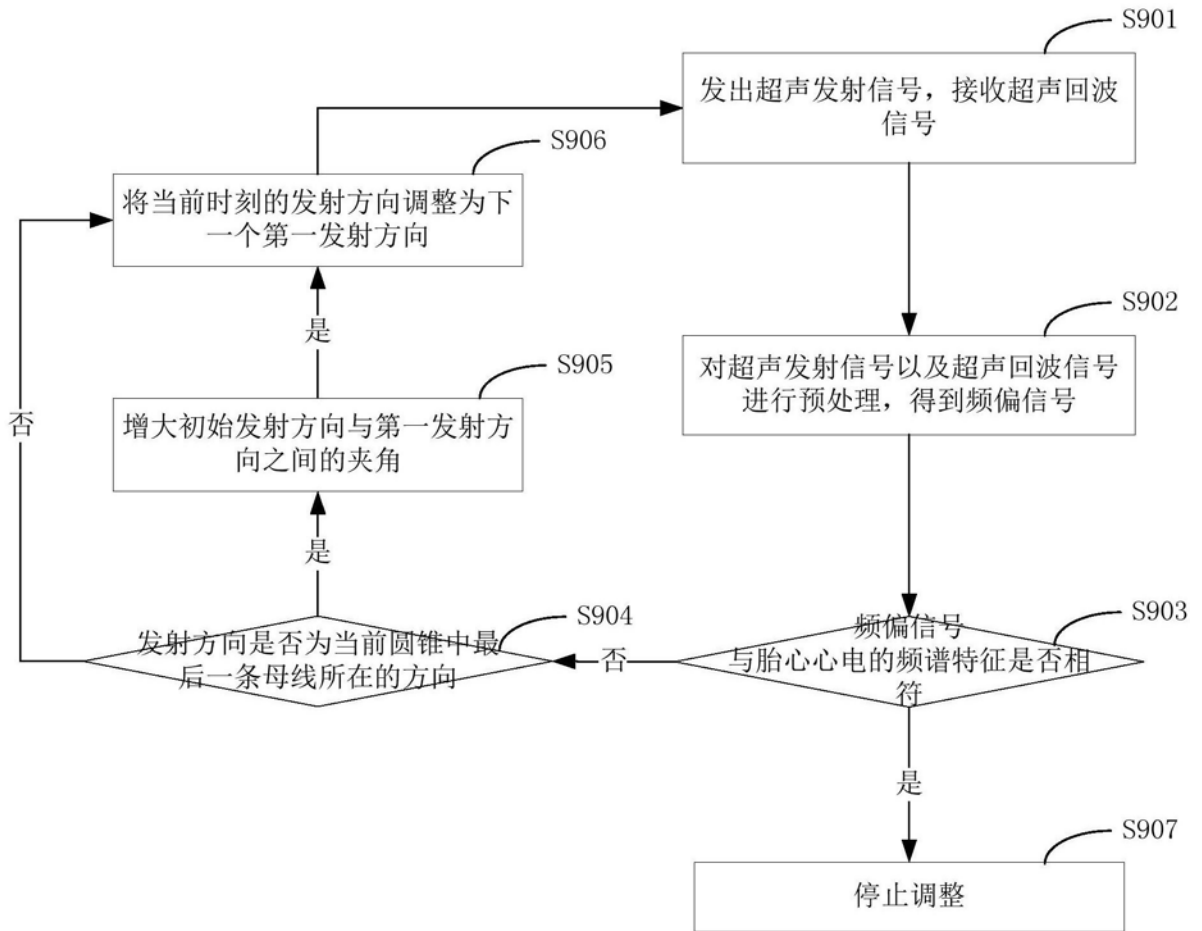 S901
发出超声发射信号，接收超声回波
信号
S906
将当前时刻的发射方向调整为下
一个第一发射方向
是
S902
对超声发射信号以及超声回波信号
进行预处理，得到频偏信号
S905
增大初始发射方向与第一发射方
向之间的夹角
否
是
S903
频偏信号
与胎心心电的频谱特征是否相
符
S904
发射方向是否为当前圆锥中最
后一条母线所在的方向
否
是
S907
停止调整